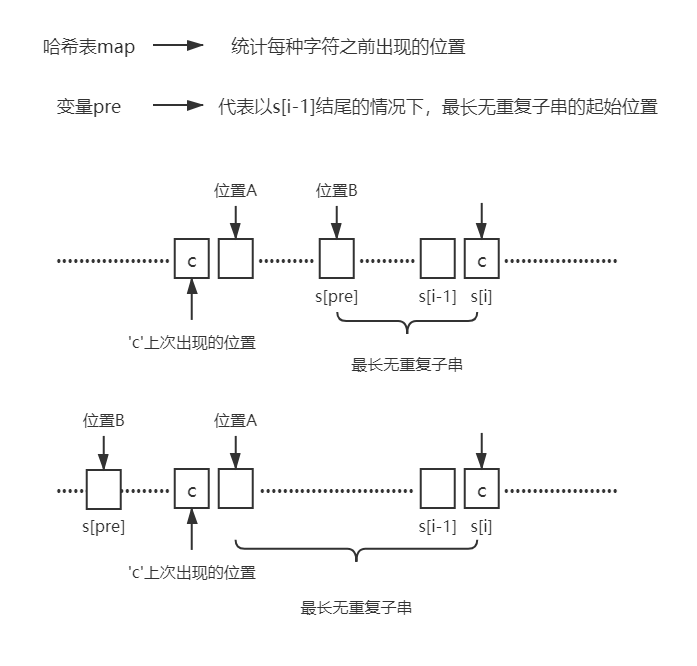 哈希表map 统计每种字符之前出现的位置
变量pre 代表以s[i-1]结尾的情况下，最长无重复子串的起始位置
位置A 位置B
c c
s[pre] s[i-1] s[i]
'c'上次出现的位置
最长无重复子串
位置B 位置A
c c
s[pre] s[i-1] s[i]
'c'上次出现的位置
最长无重复子串